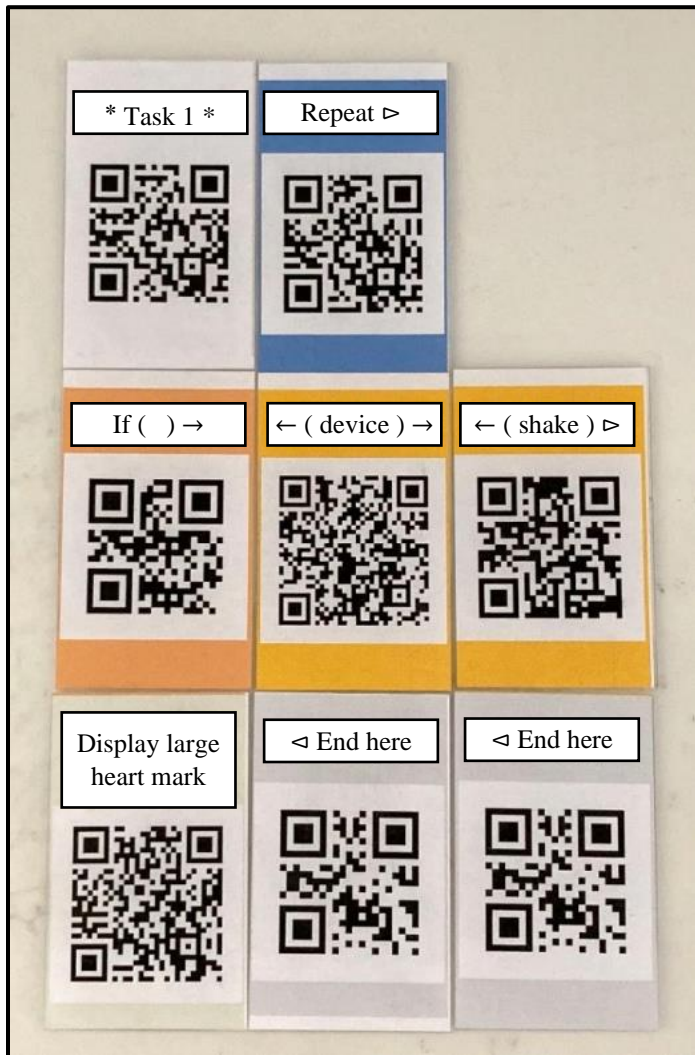 * Task 1 *
Repeat ⊳
If (   ) →
← ( device ) →
← ( shake ) ⊳
Display large
heart mark
⊲ End here
⊲ End here